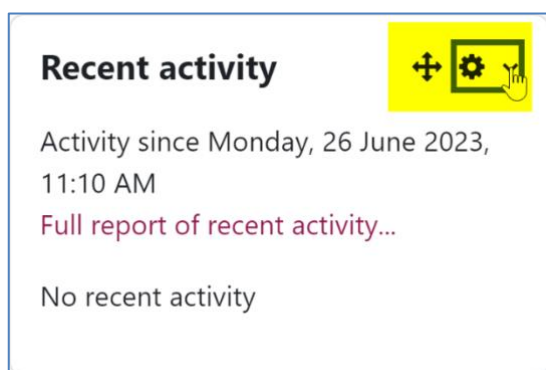 Recent activity
Activity since Monday, 26 June 2023,
11:10 AM
Full report of recent activity...
No recent activity